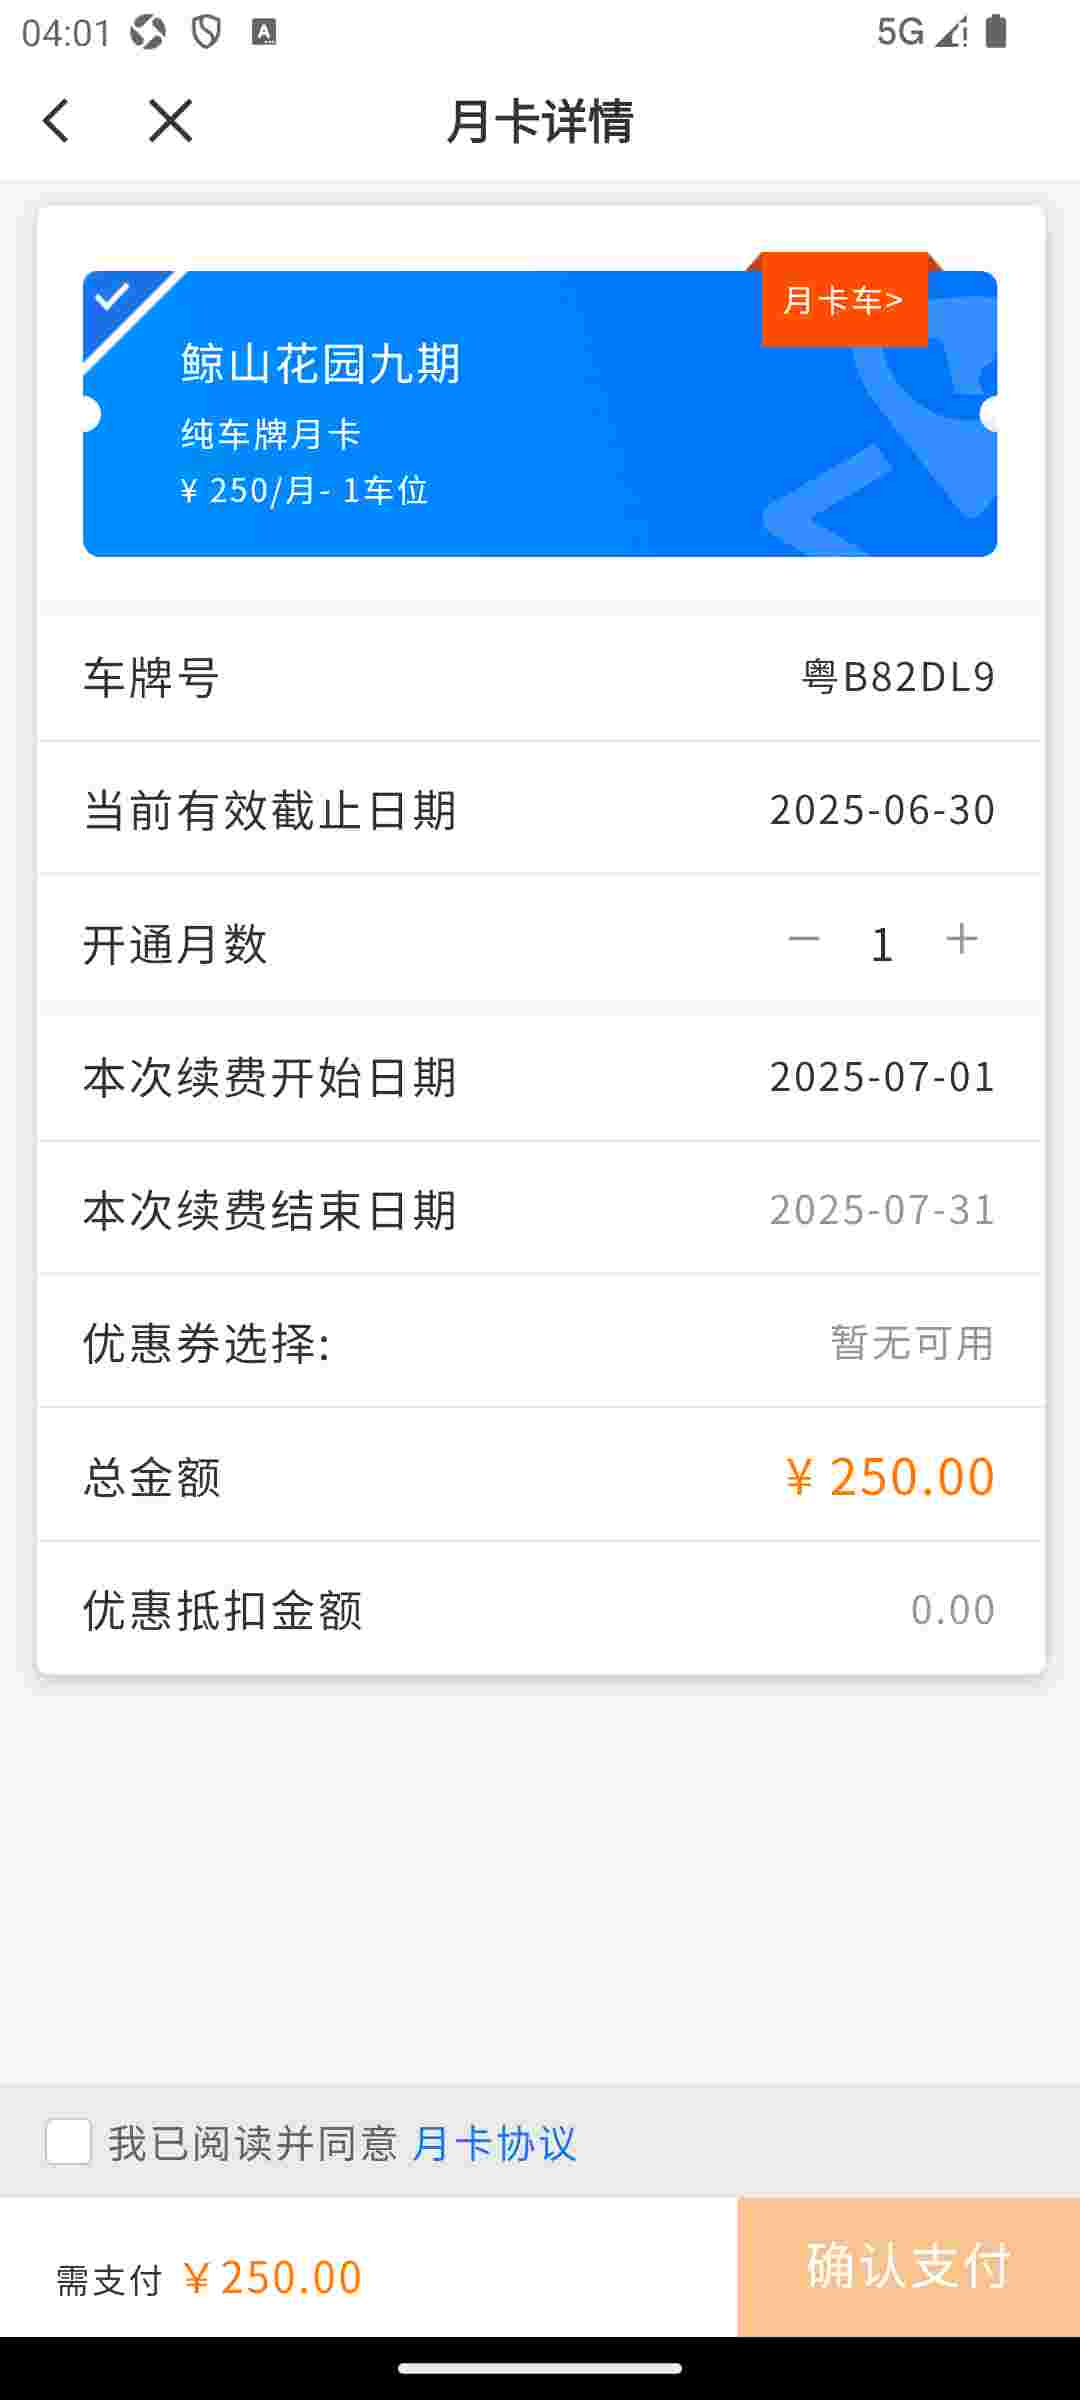 04:01 5G
月卡详情
月卡车>
鲸山花园九期
纯车牌月卡
¥ 250/月- 1车位
车牌号 粤B82DL9
当前有效截止日期 2025-06-30
开通月数 － 1 +
本次续费开始日期 2025-07-01
本次续费结束日期 2025-07-31
优惠券选择: 暂无可用
总金额 ¥ 250.00
优惠抵扣金额 0.00
我已阅读并同意 月卡协议
需支付 ¥250.00 确认支付